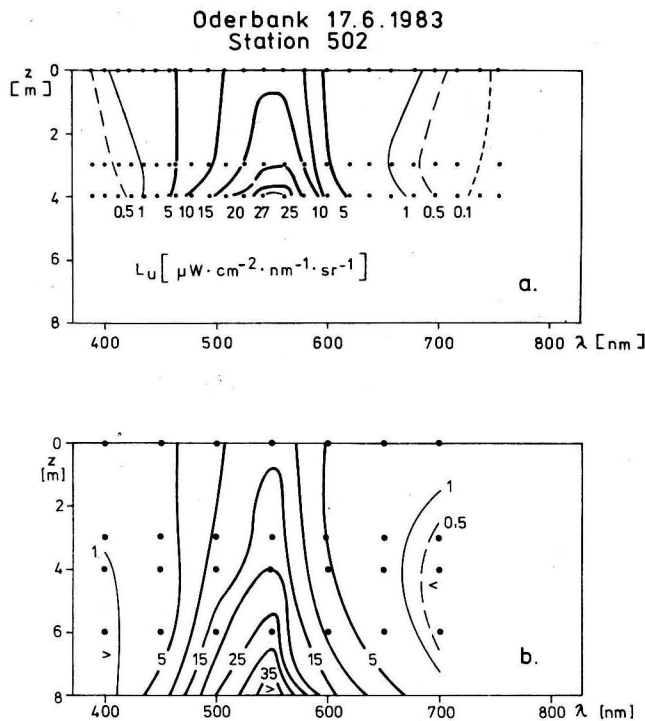 Oderbank 17.6.1983
Station 502
0
z
[m]
2
4
0.5 1 5 10 15 20 27 25 10 5 1 0.5 0.1
6
L_u [ µW · cm⁻² · nm⁻¹ · sr⁻¹ ]
a.
8
400 500 600 700 800 λ [nm]
0
z
[m]
1
2
0.5
1
4
<
6
>
5 15 25 15 5
35
b.
8
>
400 500 600 700 800 λ [nm]